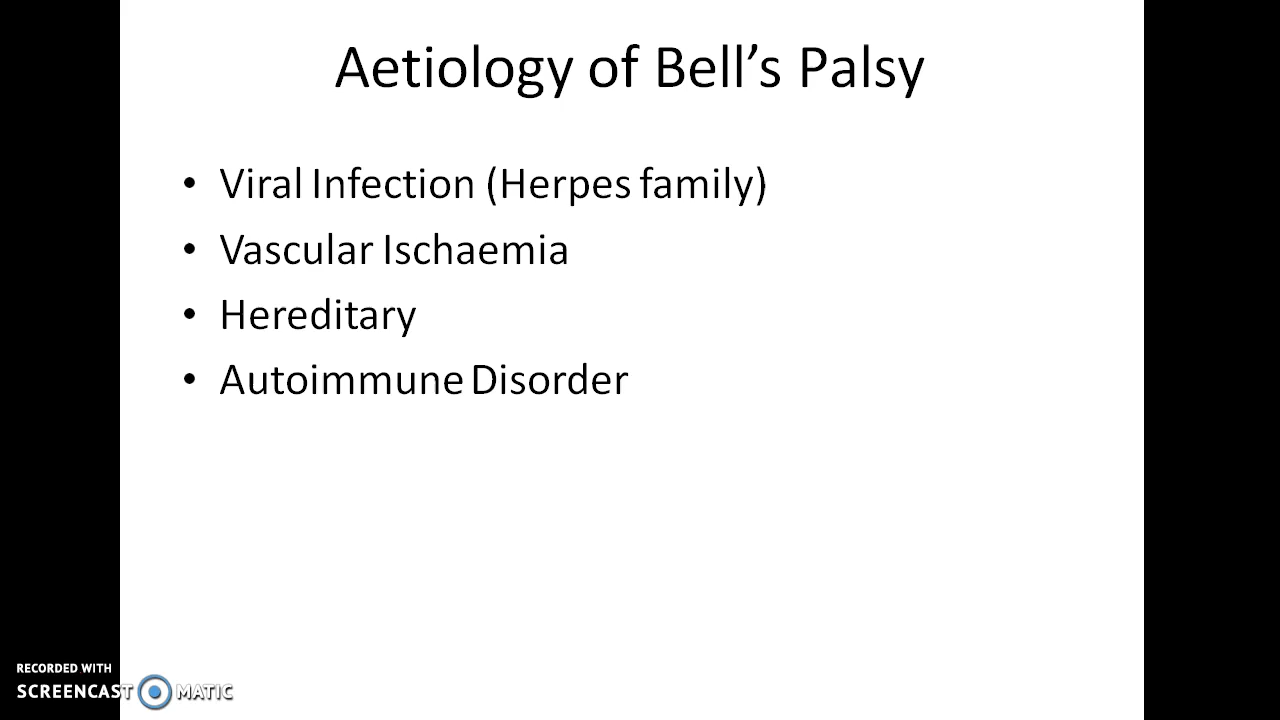 Aetiology of Bell’s Palsy
• Viral Infection (Herpes family)
• Vascular Ischaemia
• Hereditary
• Autoimmune Disorder
RECORDED WITH
SCREENCAST MATIC